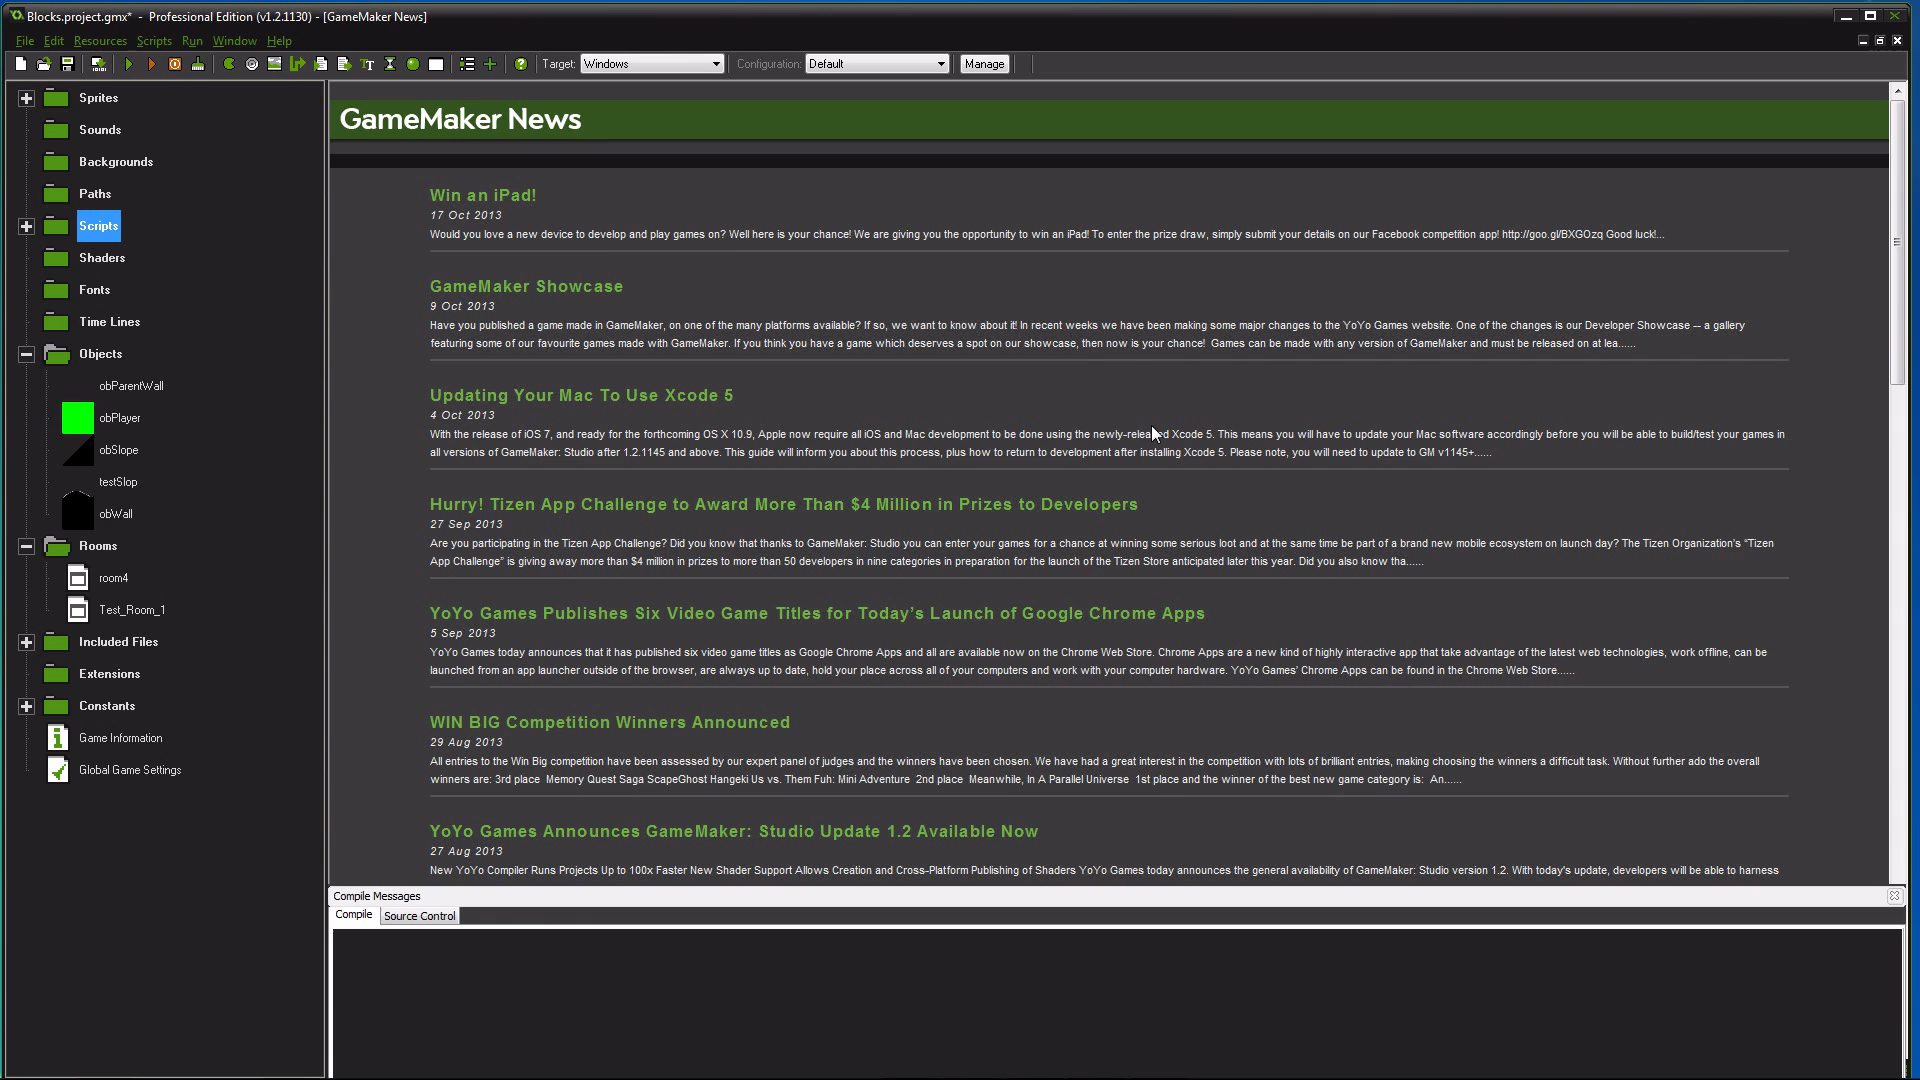 Blocks.project.gmx* - Professional Edition (v1.2.1130) - [GameMaker News]
File Edit Resources Scripts Run Window Help
Target: Windows Configuration: Default Manage
Sprites
Sounds
Backgrounds
Paths
Scripts
Shaders
Fonts
Time Lines
Objects
obParentWall
obPlayer
obSlope
testSlop
obWall
Rooms
room4
Test_Room_1
Included Files
Extensions
Constants
Game Information
Global Game Settings
GameMaker News
Win an iPad!
17 Oct 2013
Would you love a new device to develop and play games on? Well here is your chance! We are giving you the opportunity to win an iPad! To enter the prize draw, simply submit your details on our Facebook competition app! http://goo.gl/BXGOzq Good luck!...
GameMaker Showcase
9 Oct 2013
Have you published a game made in GameMaker, on one of the many platforms available? If so, we want to know about it! In recent weeks we have been making some major changes to the YoYo Games website. One of the changes is our Developer Showcase -- a gallery
featuring some of our favourite games made with GameMaker. If you think you have a game which deserves a spot on our showcase, then now is your chance! Games can be made with any version of GameMaker and must be released on at lea......
Updating Your Mac To Use Xcode 5
4 Oct 2013
With the release of iOS 7, and ready for the forthcoming OS X 10.9, Apple now require all iOS and Mac development to be done using the newly-released Xcode 5. This means you will have to update your Mac software accordingly before you will be able to build/test your games in
all versions of GameMaker: Studio after 1.2.1145 and above. This guide will inform you about this process, plus how to return to development after installing Xcode 5. Please note, you will need to update to GM v1145+......
Hurry! Tizen App Challenge to Award More Than $4 Million in Prizes to Developers
27 Sep 2013
Are you participating in the Tizen App Challenge? Did you know that thanks to GameMaker: Studio you can enter your games for a chance at winning some serious loot and at the same time be part of a brand new mobile ecosystem on launch day? The Tizen Organization's "Tizen
App Challenge" is giving away more than $4 million in prizes to more than 50 developers in nine categories in preparation for the launch of the Tizen Store anticipated later this year. Did you also know tha......
YoYo Games Publishes Six Video Game Titles for Today's Launch of Google Chrome Apps
5 Sep 2013
YoYo Games today announces that it has published six video game titles as Google Chrome Apps and all are available now on the Chrome Web Store. Chrome Apps are a new kind of highly interactive app that take advantage of the latest web technologies, work offline, can be
launched from an app launcher outside of the browser, are always up to date, hold your place across all of your computers and work with your computer hardware. YoYo Games' Chrome Apps can be found in the Chrome Web Store......
WIN BIG Competition Winners Announced
29 Aug 2013
All entries to the Win Big competition have been assessed by our expert panel of judges and the winners have been chosen. We have had a great interest in the competition with lots of brilliant entries, making choosing the winners a difficult task. Without further ado the overall
winners are: 3rd place Memory Quest Saga ScapeGhost Hangeki Us vs. Them Fuh: Mini Adventure 2nd place Meanwhile, In A Parallel Universe 1st place and the winner of the best new game category is: An......
YoYo Games Announces GameMaker: Studio Update 1.2 Available Now
27 Aug 2013
New YoYo Compiler Runs Projects Up to 100x Faster New Shader Support Allows Creation and Cross-Platform Publishing of Shaders YoYo Games today announces the general availability of GameMaker: Studio version 1.2. With today's update, developers will be able to harness
Compile Messages
Compile Source Control